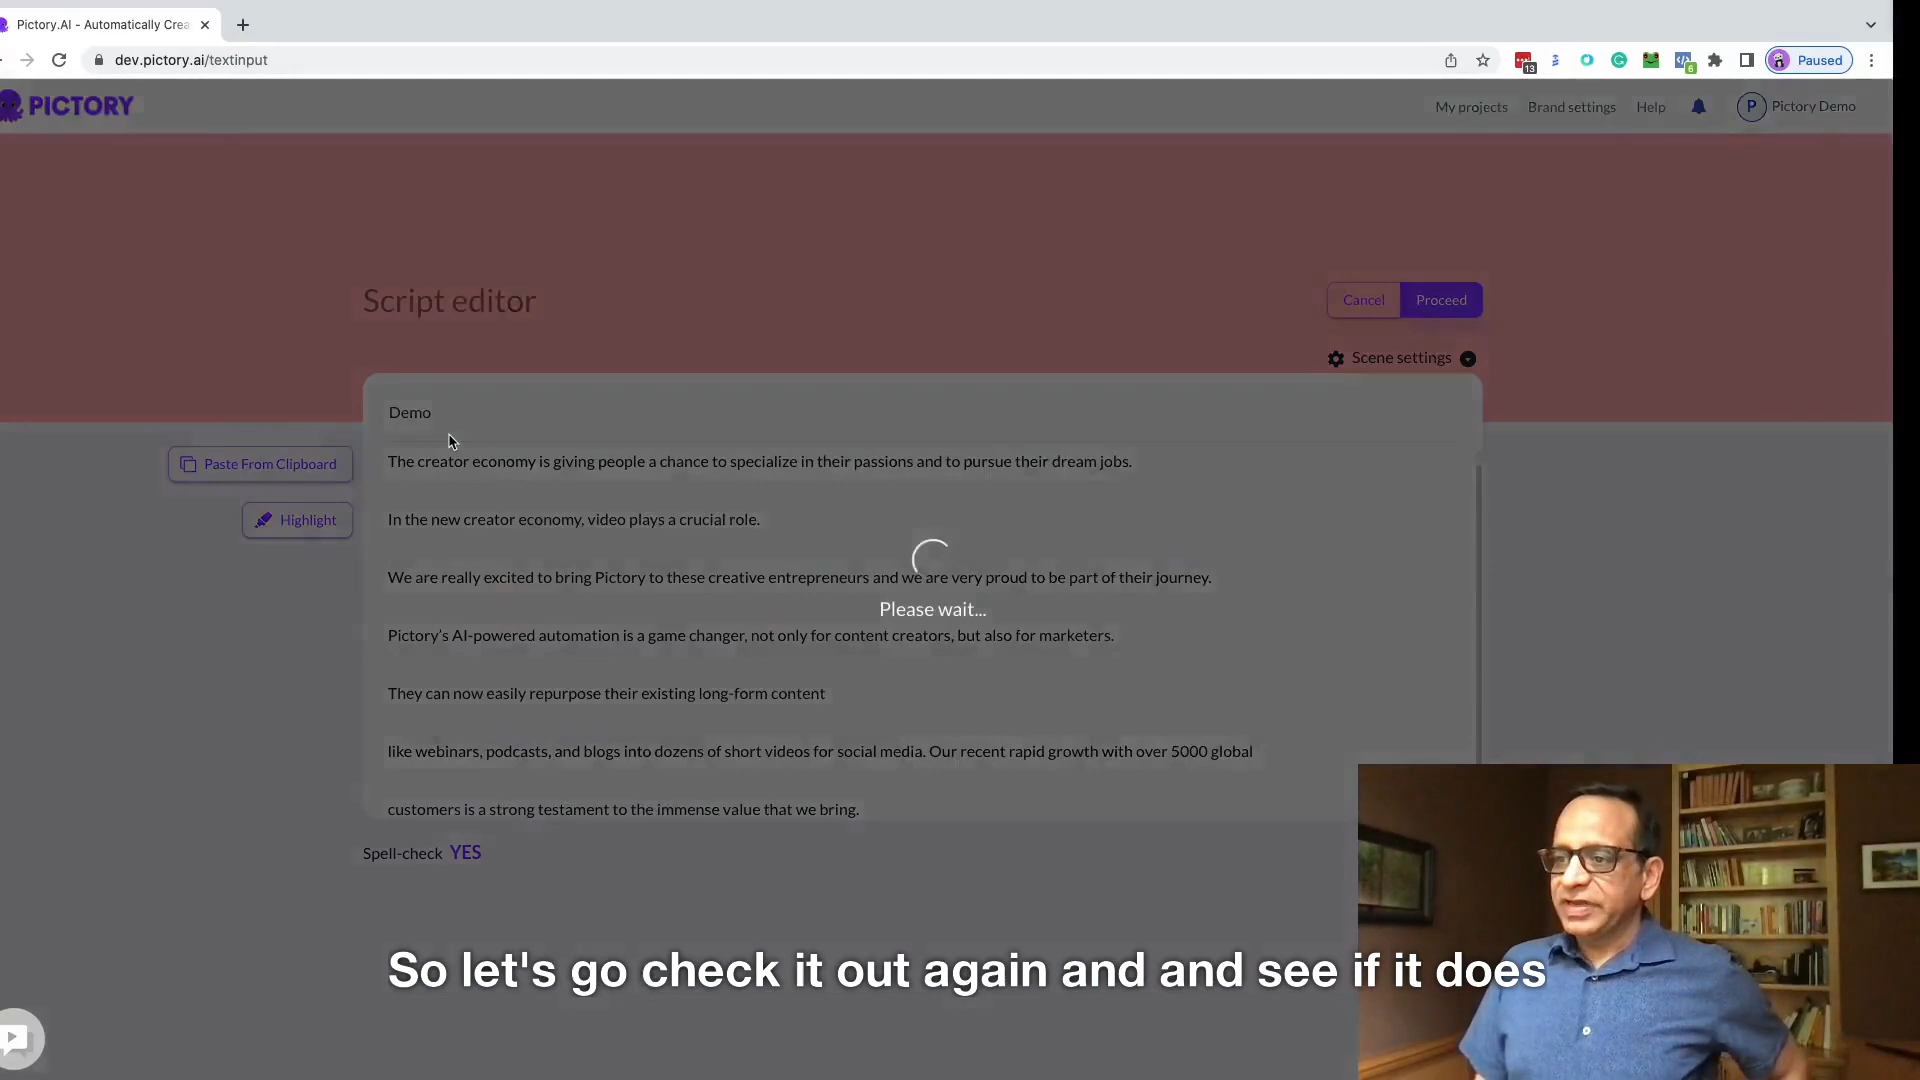 Pictory.AI - Automatically Crea
dev.pictory.ai/textinput
13
6
Paused
PICTORY
My projects
Brand settings
Help
P
Pictory Demo
Script editor
Cancel
Proceed
Scene settings
Demo
Paste From Clipboard
Highlight
The creator economy is giving people a chance to specialize in their passions and to pursue their dream jobs.
In the new creator economy, video plays a crucial role.
We are really excited to bring Pictory to these creative entrepreneurs and we are very proud to be part of their journey.
Please wait...
Pictory’s AI-powered automation is a game changer, not only for content creators, but also for marketers.
They can now easily repurpose their existing long-form content
like webinars, podcasts, and blogs into dozens of short videos for social media. Our recent rapid growth with over 5000 global
customers is a strong testament to the immense value that we bring.
Spell-check YES
So let's go check it out again and and see if it does